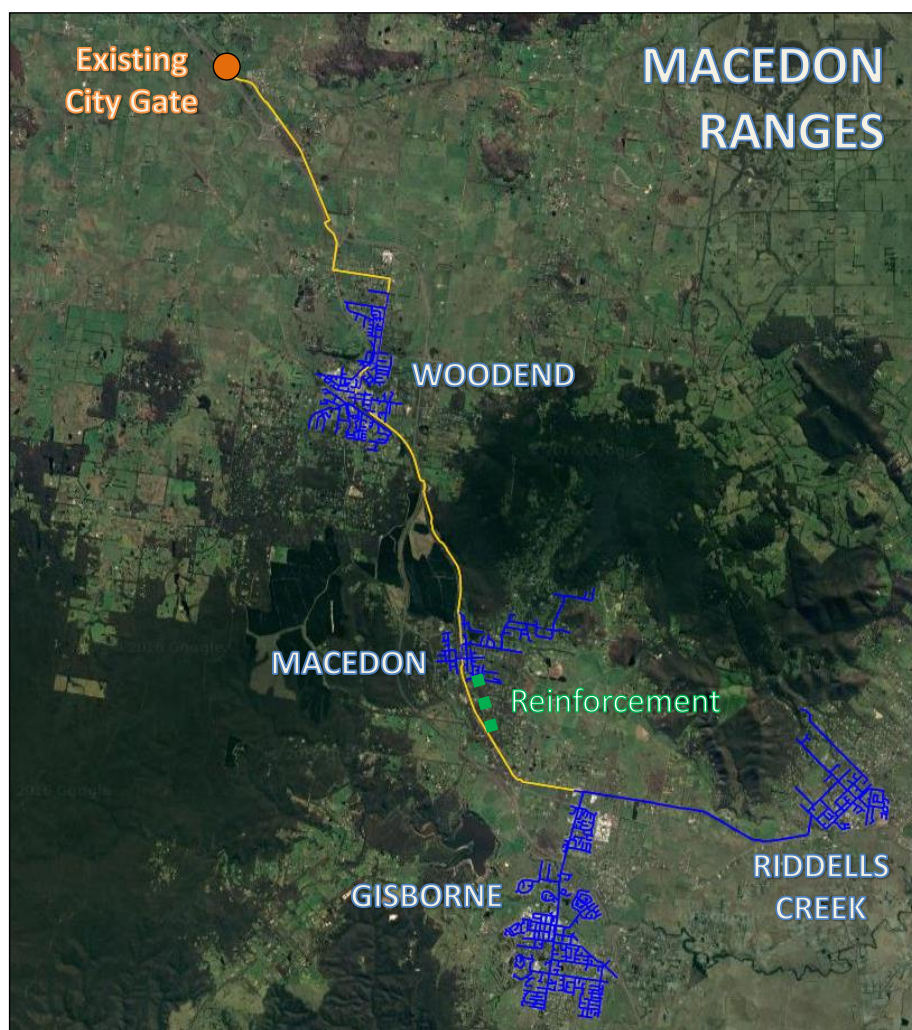 Existing
City Gate
MACEDON
RANGES
WOODEND
MACEDON
Reinforcement
RIDDELLS
CREEK
GISBORNE